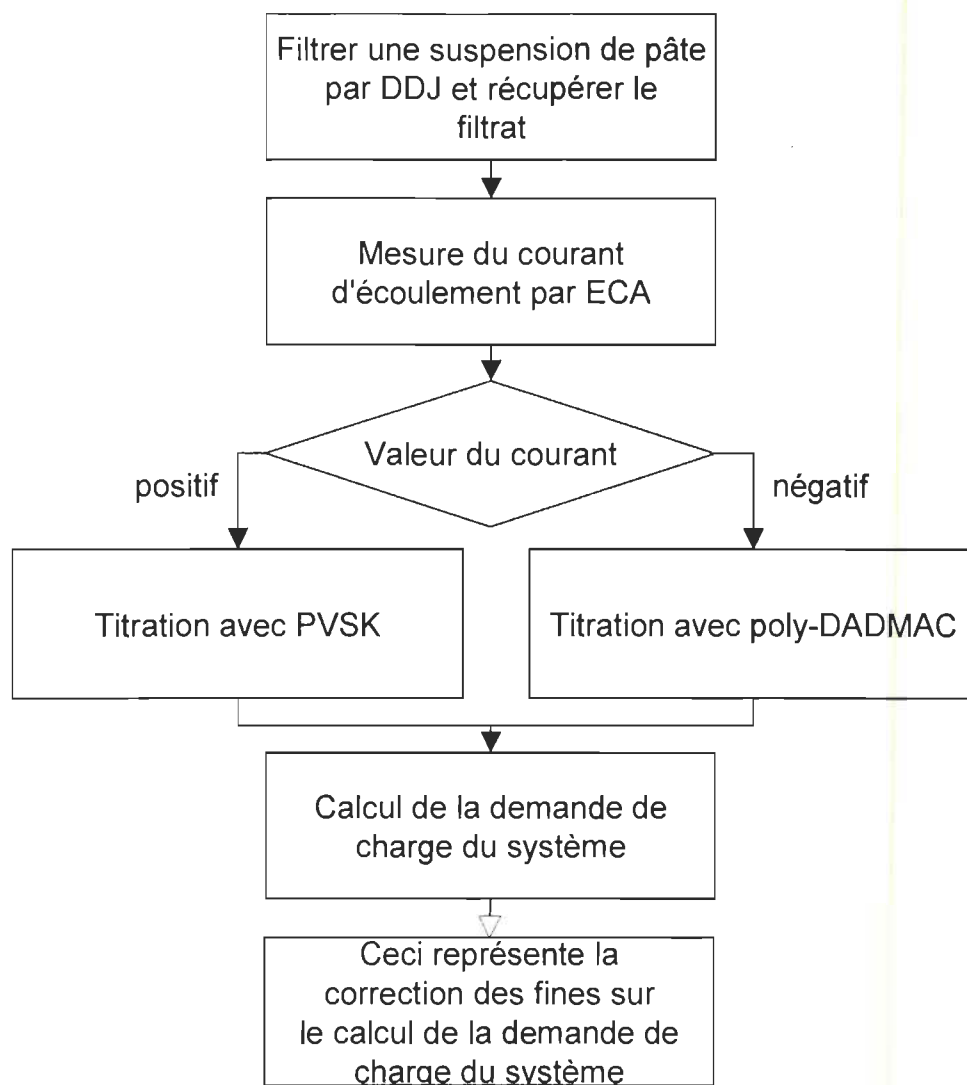 Filtrer une suspension de pâte
par DDJ et récupérer le
filtrat
Mesure du courant
d'écoulement par ECA
Valeur du courant
positif
négatif
Titration avec PVSK
Titration avec poly-DADMAC
Calcul de la demande de
charge du système
Ceci représente la
correction des fines sur
le calcul de la demande de
charge du système